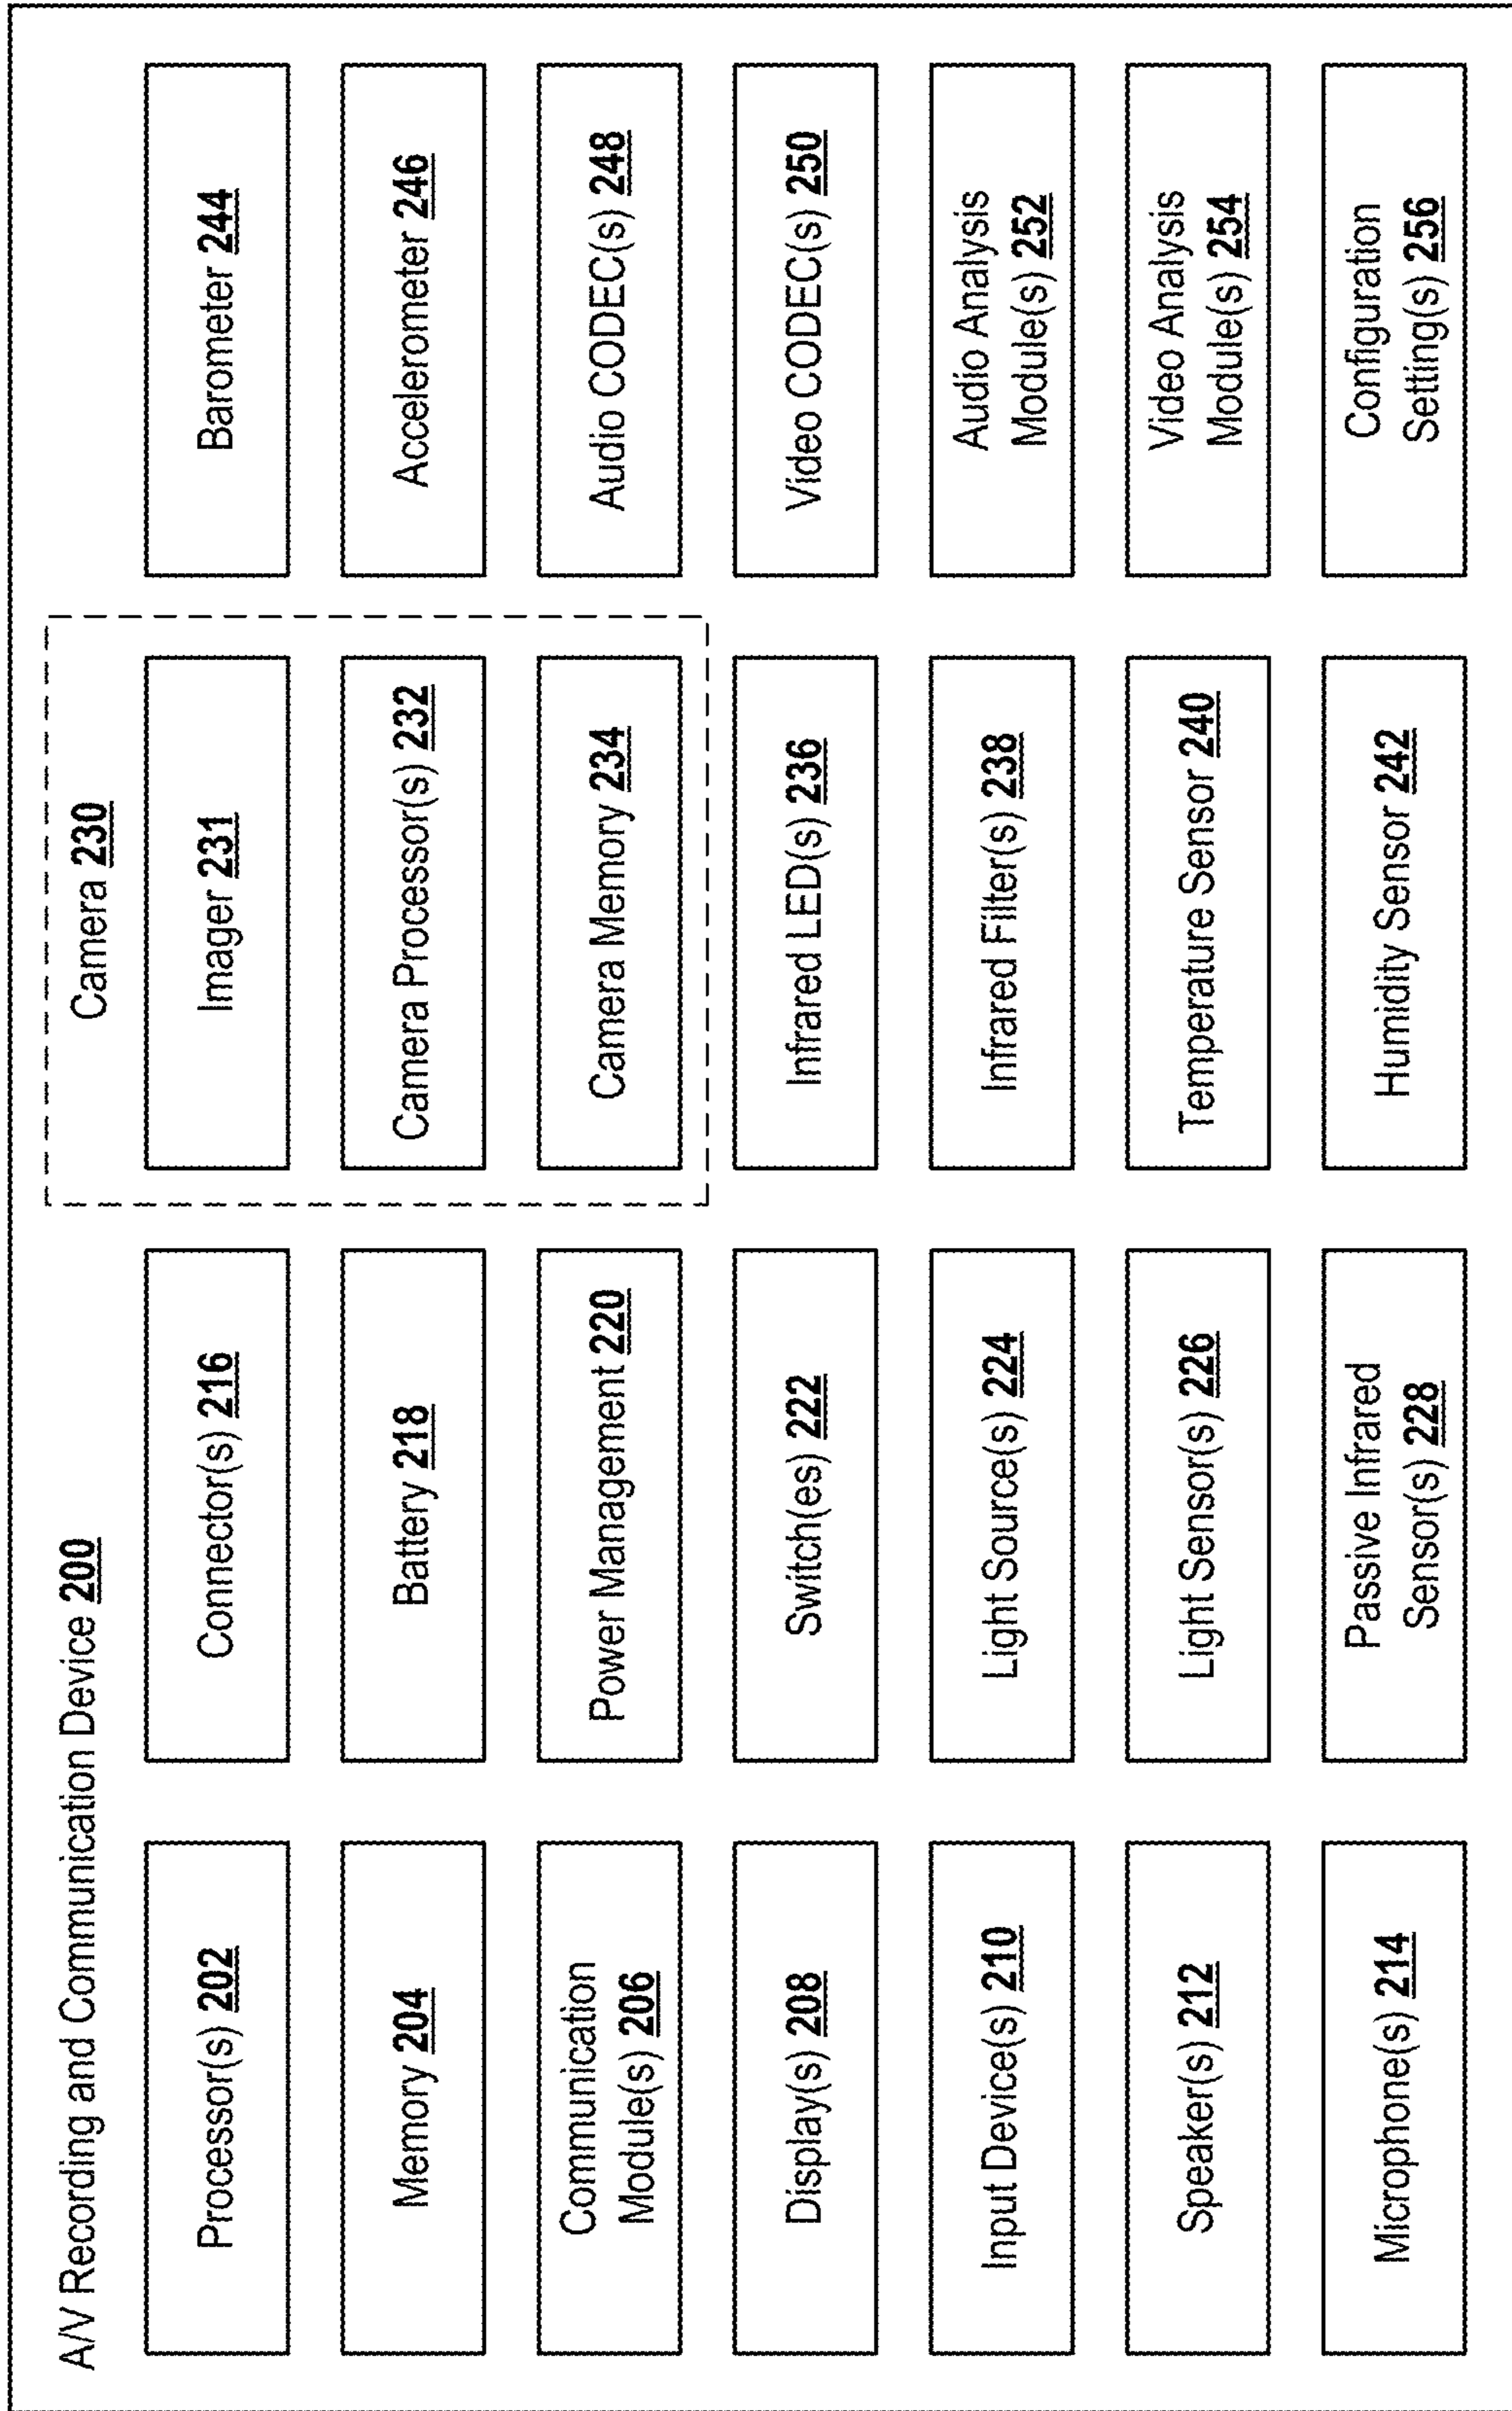 A/V Recording and Communication Device 200
Processor(s) 202
Memory 204
Communication
Module(s) 206
Display(s) 208
Input Device(s) 210
Speaker(s) 212
Microphone(s) 214
Connector(s) 216
Battery 218
Power Management 220
Switch(es) 222
Light Source(s) 224
Light Sensor(s) 226
Passive Infrared
Sensor(s) 228
Camera 230
Imager 231
Camera Processor(s) 232
Camera Memory 234
Infrared LED(s) 236
Infrared Filter(s) 238
Temperature Sensor 240
Humidity Sensor 242
Barometer 244
Accelerometer 246
Audio CODEC(s) 248
Video CODEC(s) 250
Audio Analysis
Module(s) 252
Video Analysis
Module(s) 254
Configuration
Setting(s) 256